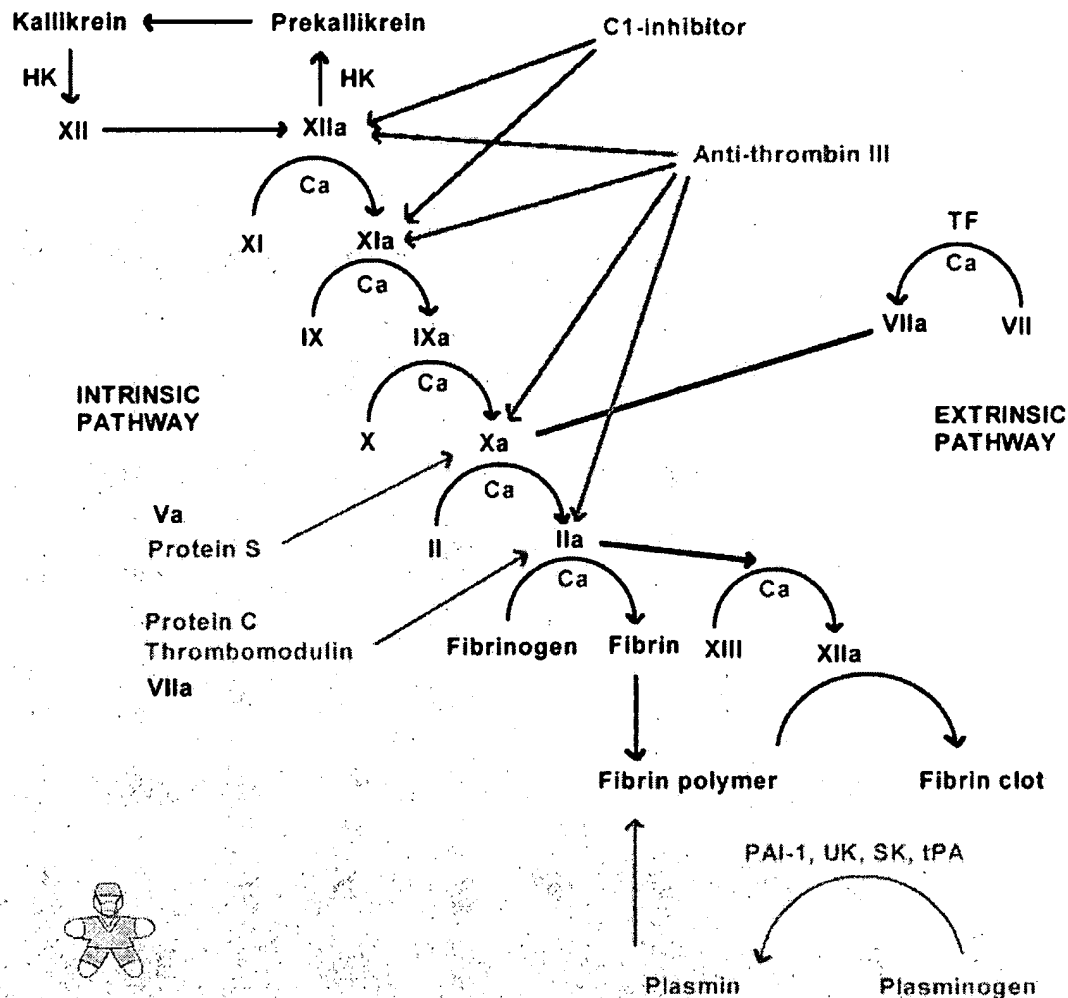 Kallikrein
Prekallikrein
C1-inhibitor
HK
HK
XII
XIIa
Anti-thrombin III
Ca
XI
XIa
TF
Ca
Ca
IX
IXa
VIIa
VII
Ca
INTRINSIC
PATHWAY
EXTRINSIC
PATHWAY
X
Xa
Ca
Va
Protein S
II
IIa
Ca
Ca
Protein C
Thrombomodulin
VIIa
Fibrinogen
Fibrin
XIII
XIIa
Fibrin polymer
Fibrin clot
PAI-1, UK, SK, tPA
Plasmin
Plasminogen